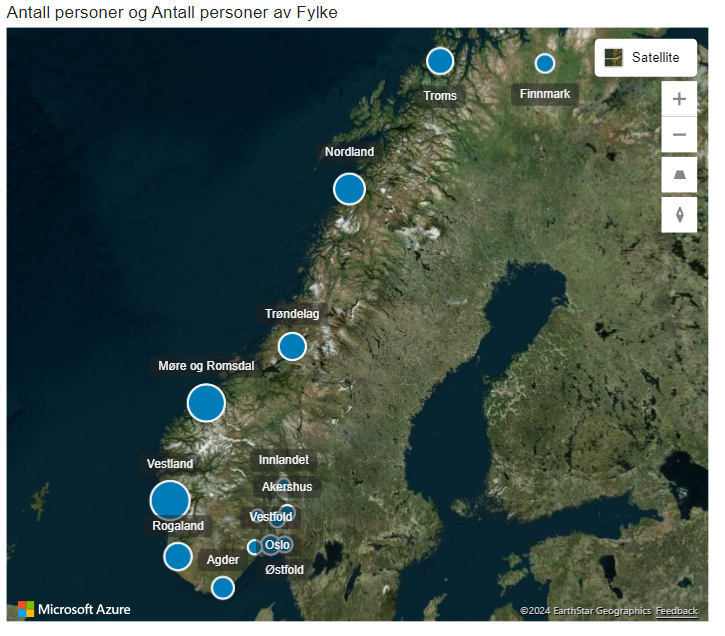 Antall personer og Antall personer av Fylke
Satellite
Troms
Finnmark
Nordland
Trøndelag
Møre og Romsdal
Vestland
Innlandet
Akershus
Vestfold
Rogaland
Oslo
Agder
Østfold
Microsoft Azure
©2024 EarthStar Geographics Feedback